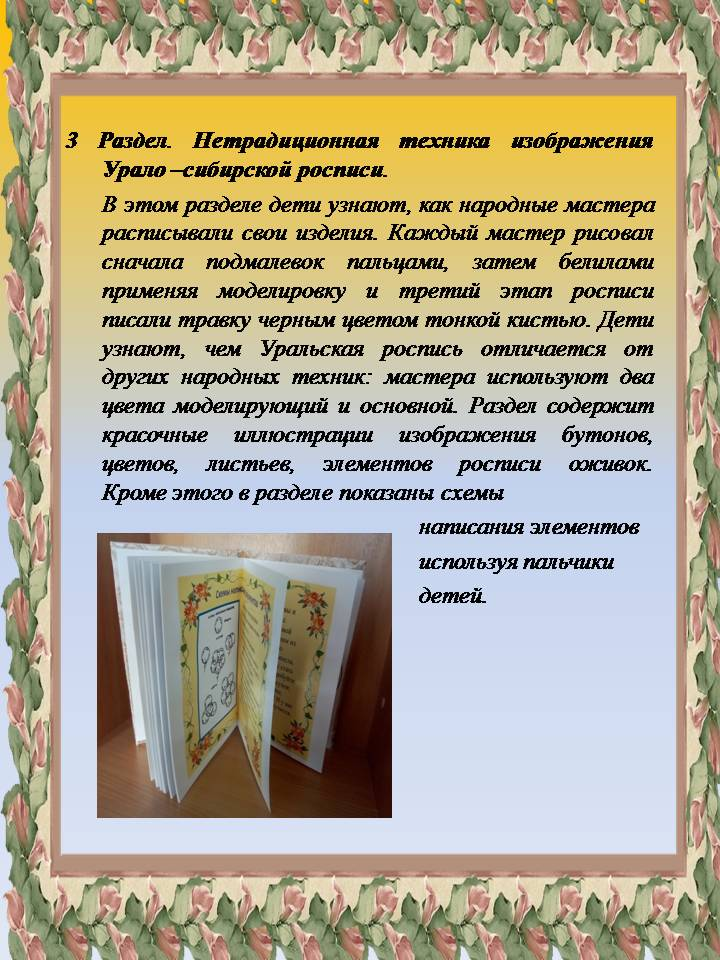 3 Раздел. Нетрадиционная техника изображения
Урало –сибирской росписи.
В этом разделе дети узнают, как народные мастера
расписывали свои изделия. Каждый мастер рисовал
сначала подмалевок пальцами, затем белилами
применяя моделировку и третий этап росписи
писали травку черным цветом тонкой кистью. Дети
узнают, чем Уральская роспись отличается от
других народных техник: мастера используют два
цвета моделирующий и основной. Раздел содержит
красочные иллюстрации изображения бутонов,
цветов, листьев, элементов росписи оживок.
Кроме этого в разделе показаны схемы
написания элементов
используя пальчики
детей.